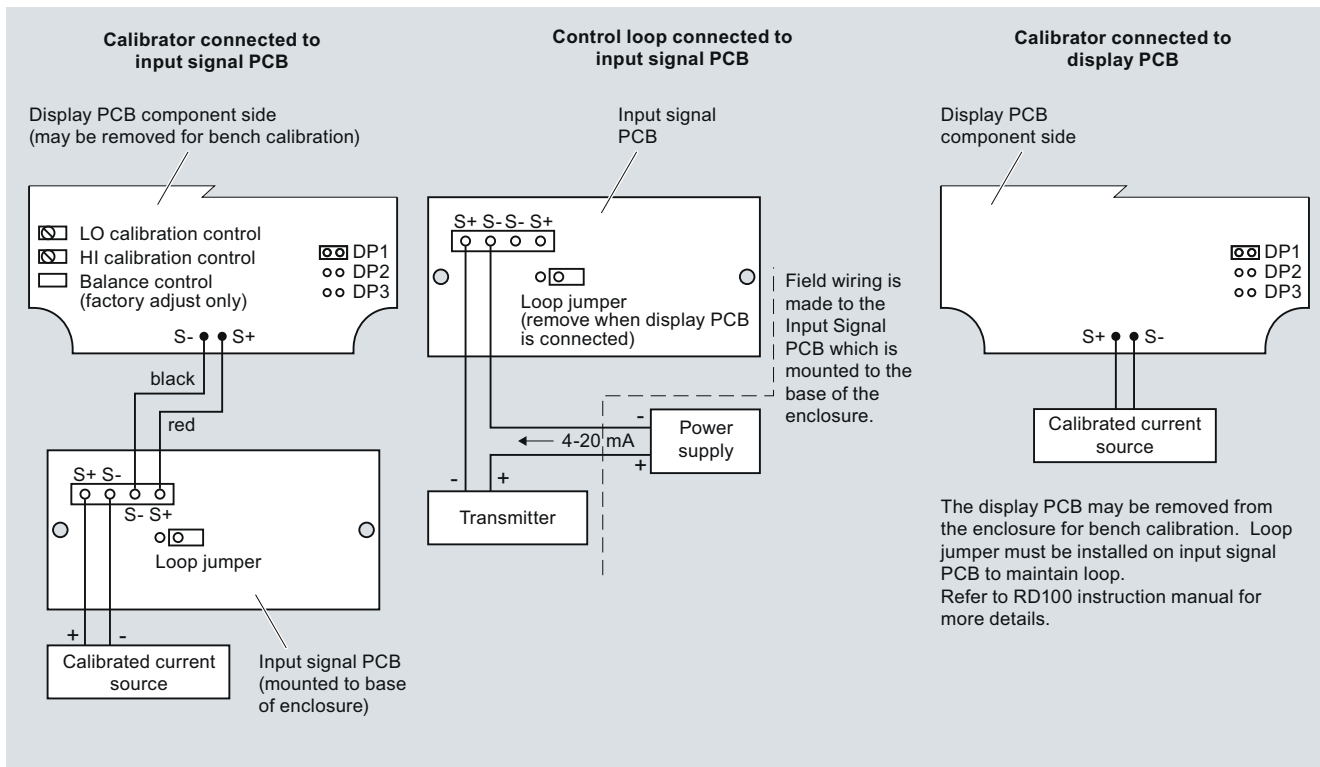 Calibrator connected to
input signal PCB
Display PCB component side
(may be removed for bench calibration)
LO calibration control
HI calibration control
Balance control
(factory adjust only)
DP1
DP2
DP3
S- S+
black
red
S+ S-
S- S+
Loop jumper
+ -
Calibrated current
source
Input signal PCB
(mounted to base
of enclosure)
Control loop connected to
input signal PCB
Input signal
PCB
S+ S- S- S+
Loop jumper
(remove when display PCB
is connected)
Field wiring is
made to the
Input Signal
PCB which is
mounted to the
base of the
enclosure.
-
4-20 mA
+
Power
supply
- +
Transmitter
Calibrator connected to
display PCB
Display PCB
component side
DP1
DP2
DP3
S+ S-
Calibrated current
source
The display PCB may be removed from
the enclosure for bench calibration. Loop
jumper must be installed on input signal
PCB to maintain loop.
Refer to RD100 instruction manual for
more details.